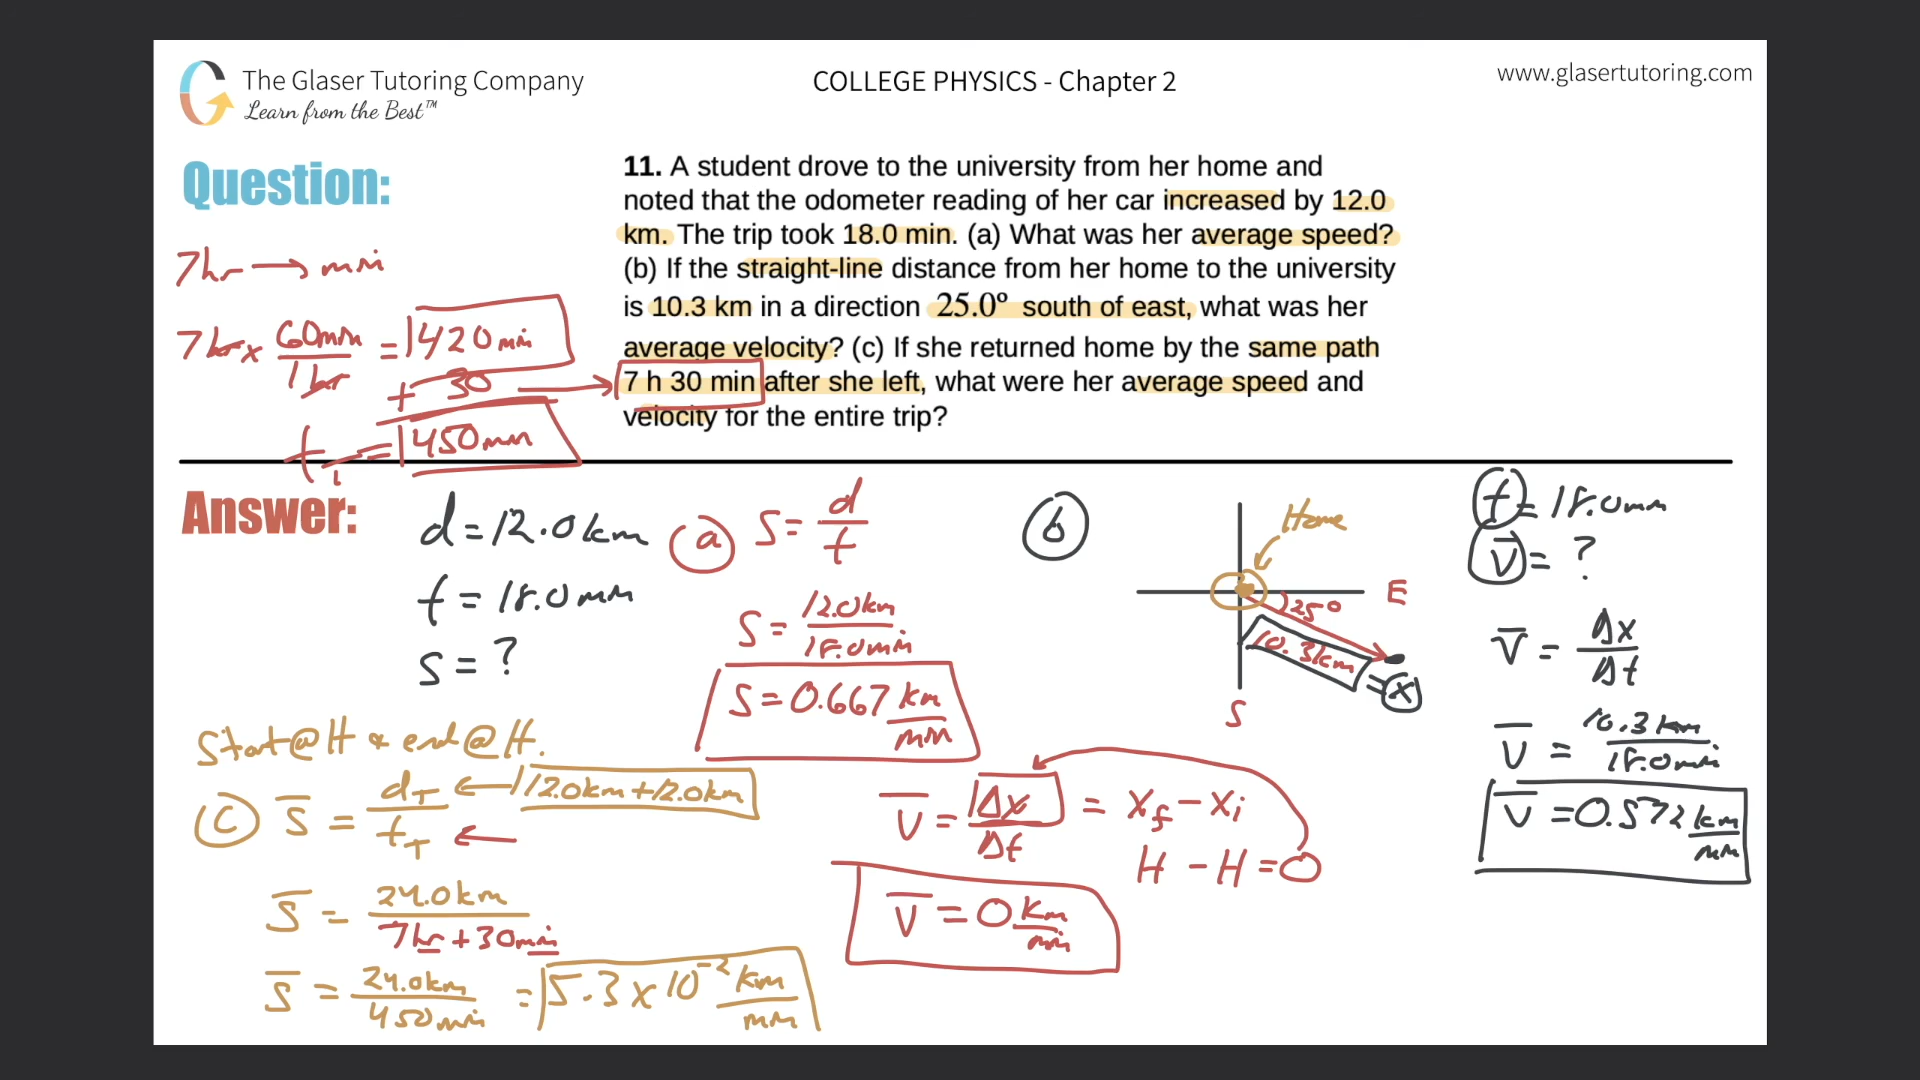 The Glaser Tutoring Company
Learn from the Best™
COLLEGE PHYSICS - Chapter 2
www.glasertutoring.com
Question:
11. A student drove to the university from her home and
noted that the odometer reading of her car increased by 12.0
km. The trip took 18.0 min. (a) What was her average speed?
(b) If the straight-line distance from her home to the university
is 10.3 km in a direction 25.0º south of east, what was her
average velocity? (c) If she returned home by the same path
7 h 30 min after she left, what were her average speed and
velocity for the entire trip?
7hr → min
7hr x 60min / 1hr = 420 min
+ 30
t = 450min
Answer:
d = 12.0km
t = 18.0min
s = ?
a
s = d / t
s = 12.0km / 18.0min
s = 0.667 km / min
b
Home
E
25°
10.3km
= x
S
t = 18.0min
v̅ = ?
v̅ = Δx / Δt
v̅ = 10.3km / 18.0min
v̅ = 0.572 km / min
Start @ H & end @ H.
c
s̅ = dT / tT ← 12.0km + 12.0km
s̅ = 24.0km / 7hr + 30min
s̅ = 24.0km / 450min = 5.3 x 10⁻² km / min
v̅ = Δx / Δt = xf - xi
H - H = 0
v̅ = 0 km / min